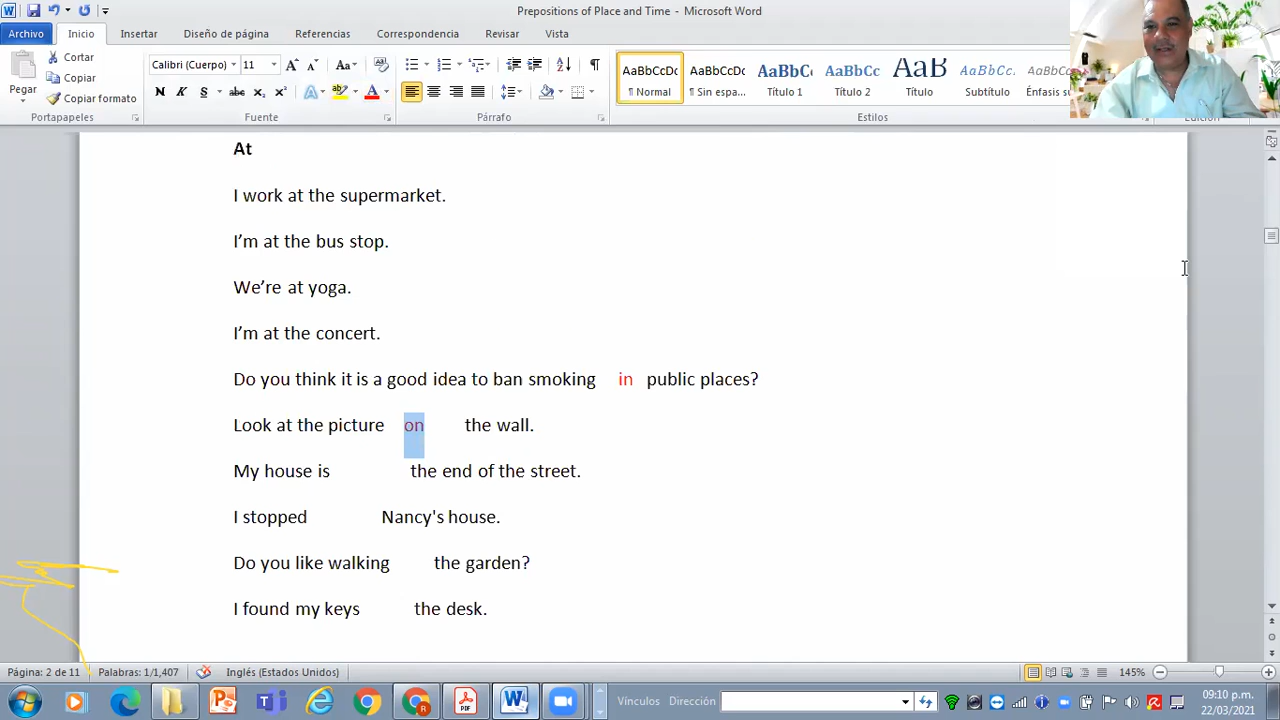 Prepositions of Place and Time - Microsoft Word
Archivo Inicio Insertar Diseño de página Referencias Correspondencia Revisar Vista
Pegar Cortar
Copiar
Copiar formato
Calibri (Cuerpo) 11
AaBbCcDc AaBbCcDc AaBbC AaBbCc AaB AaBbCc AaBbCc
¶ Normal ¶ Sin espa... Título 1 Título 2 Título Subtítulo Énfasis su
Portapapeles Fuente Párrafo Estilos Edición
At
I work at the supermarket.
I’m at the bus stop.
We’re at yoga.
I’m at the concert.
Do you think it is a good idea to ban smoking in public places?
Look at the picture on the wall.
My house is the end of the street.
I stopped Nancy's house.
Do you like walking the garden?
I found my keys the desk.
Página: 2 de 11 Palabras: 1/1,407 Inglés (Estados Unidos) 145%
Vínculos Dirección
09:10 p.m.
22/03/2021